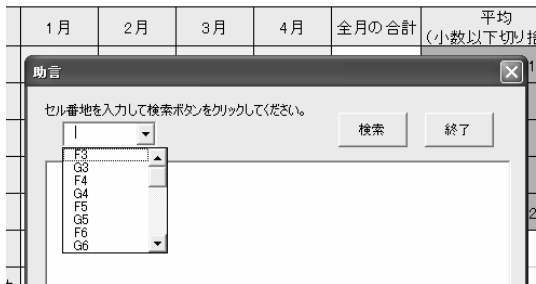 1月 2月 3月 4月 全月の合計 平均
(小数以下切り捨
助言
セル番地を入力して検索ボタンをクリックしてください。
検索 終了
F3
G3
F4
G4
F5
G5
F6
G6